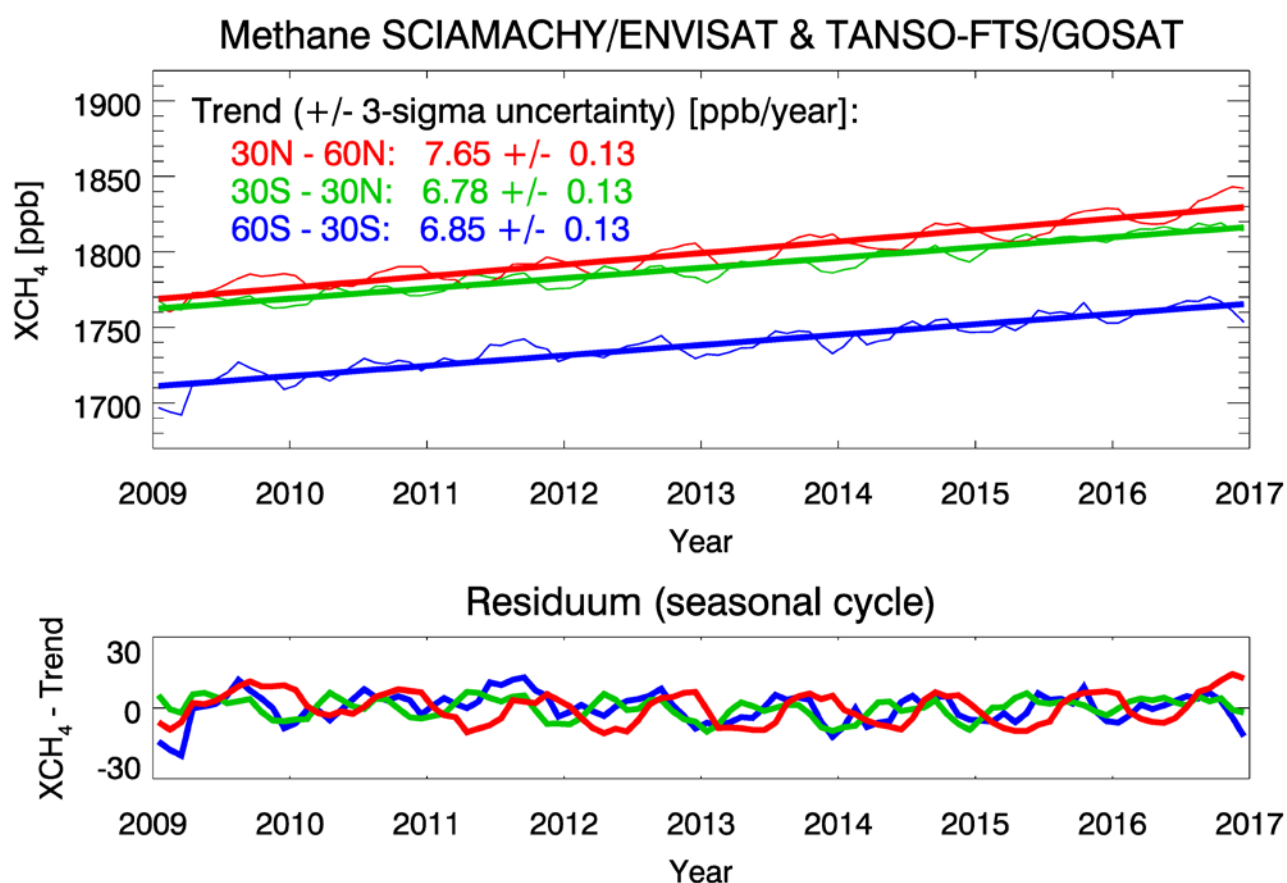 Methane SCIAMACHY/ENVISAT & TANSO-FTS/GOSAT
Trend (+/- 3-sigma uncertainty) [ppb/year]:
30N - 60N: 7.65 +/- 0.13
30S - 30N: 6.78 +/- 0.13
60S - 30S: 6.85 +/- 0.13
XCH₄ [ppb]
1900
1850
1800
1750
1700
2009 2010 2011 2012 2013 2014 2015 2016 2017
Year
Residuum (seasonal cycle)
XCH₄ - Trend
30
0
-30
2009 2010 2011 2012 2013 2014 2015 2016 2017
Year